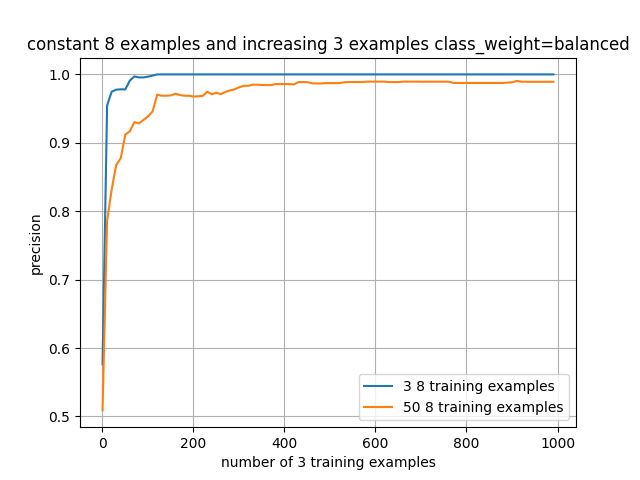 constant 8 examples and increasing 3 examples class_weight=balanced
1.0
0.9
0.8
0.7
0.6
0.5
precision
3 8 training examples
50 8 training examples
0 200 400 600 800 1000
number of 3 training examples